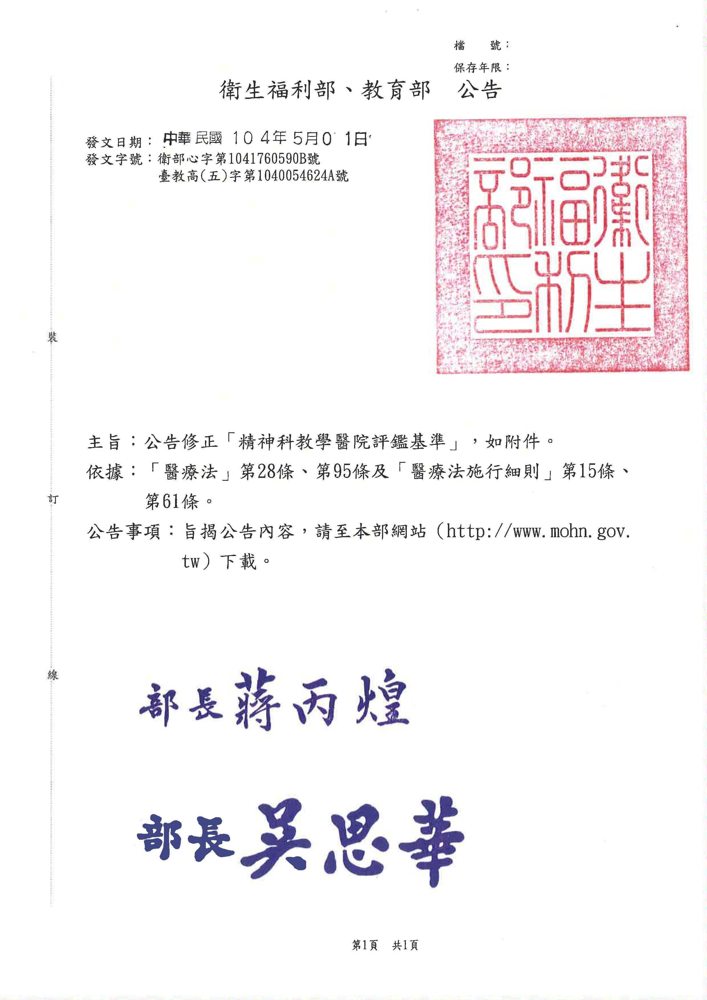 檔　　號：
保存年限：
衛生福利部、教育部　公告
發文日期：中華民國104年5月01日
發文字號：衛部心字第1041760590B號
臺教高(五)字第1040054624A號
衛生福利部印
裝
主旨：公告修正「精神科教學醫院評鑑基準」，如附件。
依據：「醫療法」第28條、第95條及「醫療法施行細則」第15條、
訂
第61條。
公告事項：旨揭公告內容，請至本部網站（http://www.mohn.gov.
tw）下載。
線
部長蔣丙煌
部長吳思華
第1頁　共1頁